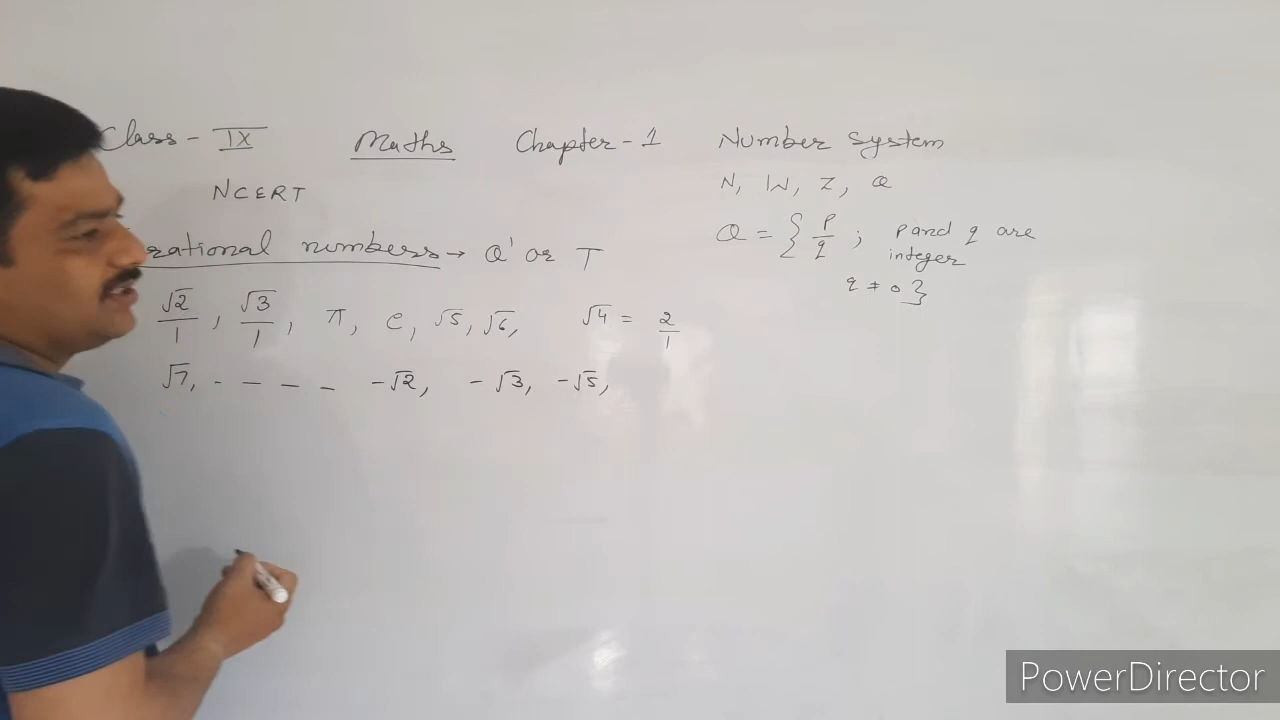 Class - IX Maths Chapter - 1 Number System
NCERT
N, W, Z, Q
rational numbers → Q' or T
Q = { p/q ; p and q are integer
q ≠ 0 }
√2/1, √3/1, π, e, √5, √6, √4 = 2/1
√7, - - - - -√2, -√3, -√5,
PowerDirector